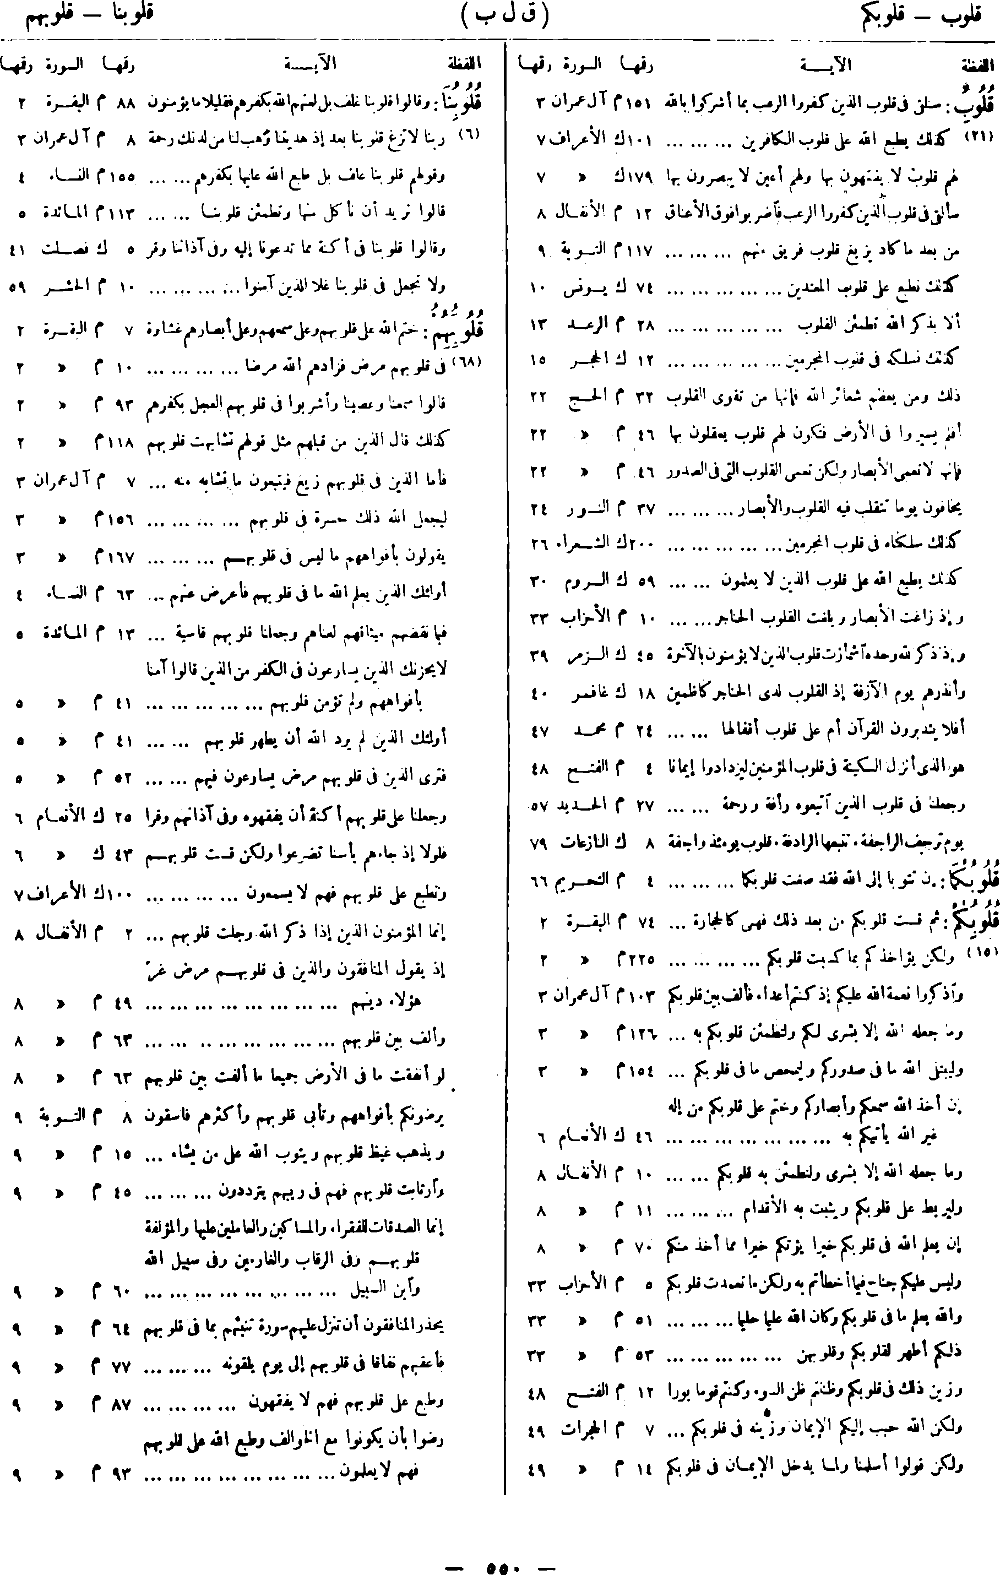 قلوب — قلوبكم
( ق ل ب )
قلوبنا — قلوبهم
اللفظة الآيـــة رقمها السورة رقمها
قُلُوبُ : سنلق فى قلوب الذين كفروا الرعب بما أشركوا بالله ١٥١ م آل عمران ٣
(٢١) كذلك يطبع الله على قلوب الكافرين ... ... ... ١٠١ ك الأعراف ٧
لهم قلوب لا يفقهون بها ولهم أعين لا يبصرون بها ١٧٩ ك « ٧
سألقى فى قلوب الذين كفروا الرعب فاضربوا فوق الأعناق ١٢ م الأنفال ٨
من بعد ما كاد يزيغ قلوب فريق منهم ... ... ... ١١٧ م التوبة ٩
كذلك نطبع على قلوب المعتدين ... ... ... ... ... ٧٤ ك يونس ١٠
ألا بذكر الله تطمئن القلوب ... ... ... ... ... ٢٨ م الرعد ١٣
كذلك نسلكه فى قلوب المجرمين ... ... ... ... ... ١٢ ك الحجر ١٥
ذلك ومن يعظم شعائر الله فإنها من تقوى القلوب ٣٢ م الحج ٢٢
أفلم يسيروا فى الأرض فتكون لهم قلوب يعقلون بها ٤٦ م « ٢٢
فإنها لا تعمى الأبصار ولكن تعمى القلوب التى فى الصدور ٤٦ م « ٢٢
يخافون يوما تتقلب فيه القلوب والأبصار ... ... ... ٣٧ م النور ٢٤
كذلك سلكناه فى قلوب المجرمين ... ... ... ... ... ٢٠٠ ك الشعراء ٢٦
كذلك يطبع الله على قلوب الذين لا يعلمون ... ... ٥٩ ك الروم ٣٠
وإذ زاغت الأبصار وبلغت القلوب الحناجر ... ... ١٠ م الأحزاب ٣٣
وإذا ذكر الله وحده آشمأزت قلوب الذين لا يؤمنون بالآخرة ٤٥ ك الزمر ٣٩
وأنذرهم يوم الآزفة إذ القلوب لدى الحناجر كاظمين ١٨ ك غافر ٤٠
أفلا يتدبرون القرآن أم على قلوب أقفالها ... ... ٢٤ م محمد ٤٧
هو الذى أنزل السكينة فى قلوب المؤمنين ليزدادوا إيمانا ٤ م الفتح ٤٨
وجعلنا فى قلوب الذين آتبعوه رأفة ورحمة ... ... ٢٧ م الحديد ٥٧
يوم ترجف الراجفة ، تتبعها الرادفة ، قلوب يومئذ واجفة ٨ ك النازعات ٧٩
قُلُوبُكُمَا : إن تتوبا إلى الله فقد صغت قلوبكما ... ... ... ٤ م التحريم ٦٦
قُلُوبُكُمْ : ثم قست قلوبكم من بعد ذلك فهى كالحجارة ... ٧٤ م البقرة ٢
(١٥) ولكن يؤاخذكم بما كسبت قلوبكم ... ... ... ... ٢٢٥ م « ٢
وآذكروا نعمة الله عليكم إذ كنتم أعداء فألف بين قلوبكم ١٠٣ م آل عمران ٣
وما جعله الله إلا بشرى لكم ولتطمئن قلوبكم به ... ١٢٦ م « ٣
وليبتلى الله ما فى صدوركم وليمحص ما فى قلوبكم ... ١٥٤ م « ٣
إن أخذ الله سمعكم وأبصاركم وختم على قلوبكم من إله
غير الله يأتيكم به ... ... ... ... ... ... ... ... ٤٦ ك الأنعام ٦
وما جعله الله إلا بشرى ولتطمئن به قلوبكم ... ... ١٠ م الأنفال ٨
وليربط على قلوبكم ويثبت به الأقدام ... ... ... ١١ م « ٨
إن يعلم الله فى قلوبكم خيرا يؤتكم خيرا مما أخذ منكم ٧٠ م « ٨
وليس عليكم جناح فيما أخطأتم به ولكن ما تعمدت قلوبكم ٥ م الأحزاب ٣٣
والله يعلم ما فى قلوبكم وكان الله عليما حليما ... ... ... ٥١ م « ٣٣
ذلكم أطهر لقلوبكم وقلوبهن ... ... ... ... ... ... ٥٣ م « ٣٣
وزين ذلك فى قلوبكم وظننتم ظن السوء وكنتم قوما بورا ١٢ م الفتح ٤٨
ولكن الله حبب إليكم الإيمان وزينه فى قلوبكم ... ٧ م الحجرات ٤٩
ولكن قولوا أسلمنا ولما يدخل الإيمان فى قلوبكم ١٤ م « ٤٩
اللفظة الآيـــة رقمها السورة رقمها
قُلُوبُنَا : وقالوا قلوبنا غلف بل لعنهم الله بكفرهم فقليلا ما يؤمنون ٨٨ م البقرة ٢
(٦) ربنا لا تزغ قلوبنا بعد إذ هديتنا وهب لنا من لدنك رحمة ٨ م آل عمران ٣
وقولهم قلوبنا غلف بل طبع الله عليها بكفرهم ... ... ١٥٥ م النساء ٤
قالوا نريد أن نأكل منها وتطمئن قلوبنا ... ... ١١٣ م المائدة ٥
وقالوا قلوبنا فى أكنة مما تدعونا إليه وفى آذاننا وقر ٥ ك فصلت ٤١
ولا تجعل فى قلوبنا غلا للذين آمنوا ... ... ... ... ١٠ م الحشر ٥٩
قُلُوبُهُمْ : ختم الله على قلوبهم وعلى سمعهم وعلى أبصارهم غشاوة ٧ م البقرة ٢
(٦٨) فى قلوبهم مرض فزادهم الله مرضا ... ... ... ... ١٠ م « ٢
قالوا سمعنا وعصينا وأشربوا فى قلوبهم العجل بكفرهم ٩٣ م « ٢
كذلك قال الذين من قبلهم مثل قولهم تشابهت قلوبهم ١١٨ م « ٢
فأما الذين فى قلوبهم زيغ فيتبعون ما تشابه منه ... ٧ م آل عمران ٣
ليجعل الله ذلك حسرة فى قلوبهم ... ... ... ... ١٥٦ م « ٣
يقولون بأفواههم ما ليس فى قلوبهـم ... ... ... ١٦٧ م « ٣
أولئك الذين يعلم الله ما فى قلوبهم فأعرض عنهم ... ٦٣ م النساء ٤
فبما نقضهم ميثاقهم لعناهم وجعلنا قلوبهم قاسية ... ١٣ م المائدة ٥
لا يحزنك الذين يسارعون فى الكفر من الذين قالوا آمنا
بأفواههم ولم تؤمن قلوبهم ... ... ... ... ... ... ٤١ م « ٥
أولئك الذين لم يرد الله أن يطهر قلوبهم ... ... ٤١ م « ٥
فترى الذين فى قلوبهم مرض يسارعون فيهم ... ... ٥٢ م « ٥
وجعلنا على قلوبهم أكنة أن يفقهوه وفى آذانهم وقرا ٢٥ ك الأنعام ٦
فلولا إذ جاءهم بأسنا تضرعوا ولكن قست قلوبهـم ٤٣ ك « ٦
ونطبع على قلوبهم فهم لا يسمعون ... ... ... ... ١٠٠ ك الأعراف ٧
إنما المؤمنون الذين إذا ذكر الله وجلت قلوبهم ... ٢ م الأنفال ٨
إذ يقول المنافقون والذين فى قلوبهـم مرض غرّ
هؤلاء دينهم ... ... ... ... ... ... ... ... ٤٩ م « ٨
وألف بين قلوبهم ... ... ... ... ... .. ... ... ٦٣ م « ٨
لو أنفقت ما فى الأرض جميعا ما ألفت بين قلوبهم ٦٣ م « ٨
يرضونكم بأفواههم وتأبى قلوبهم وأكثرهم فاسقون ٨ م التوبة ٩
ويذهب غيظ قلوبهم ويتوب الله على من يشاء ... ١٥ م « ٩
وآرتابت قلوبهم فهم فى ريبهم يترددون ... ... ... ٤٥ م « ٩
إنما الصدقات للفقراء والمساكين والعاملين عليها والمؤلفة
قلوبهـم وفى الرقاب والغارمين وفى سبيل الله
وآبن السبيل ... ... ... ... ... ... ... ... ٦٠ م « ٩
يحذر المنافقون أن تنزل عليهم سورة تنبئهم بما فى قلوبهم ٦٤ م « ٩
فأعقبهم نفاقا فى قلوبهم إلى يوم يلقونه ... ... ... ٧٧ م « ٩
وطبع على قلوبهم فهم لا يفقهون ... ... ... ... ٨٧ م « ٩
رضوا بأن يكونوا مع الخوالف وطبع الله على قلوبهم
فهم لا يعلمون ... ... ... ... ... ... ... ... ٩٣ م « ٩
— ٥٥٠ —